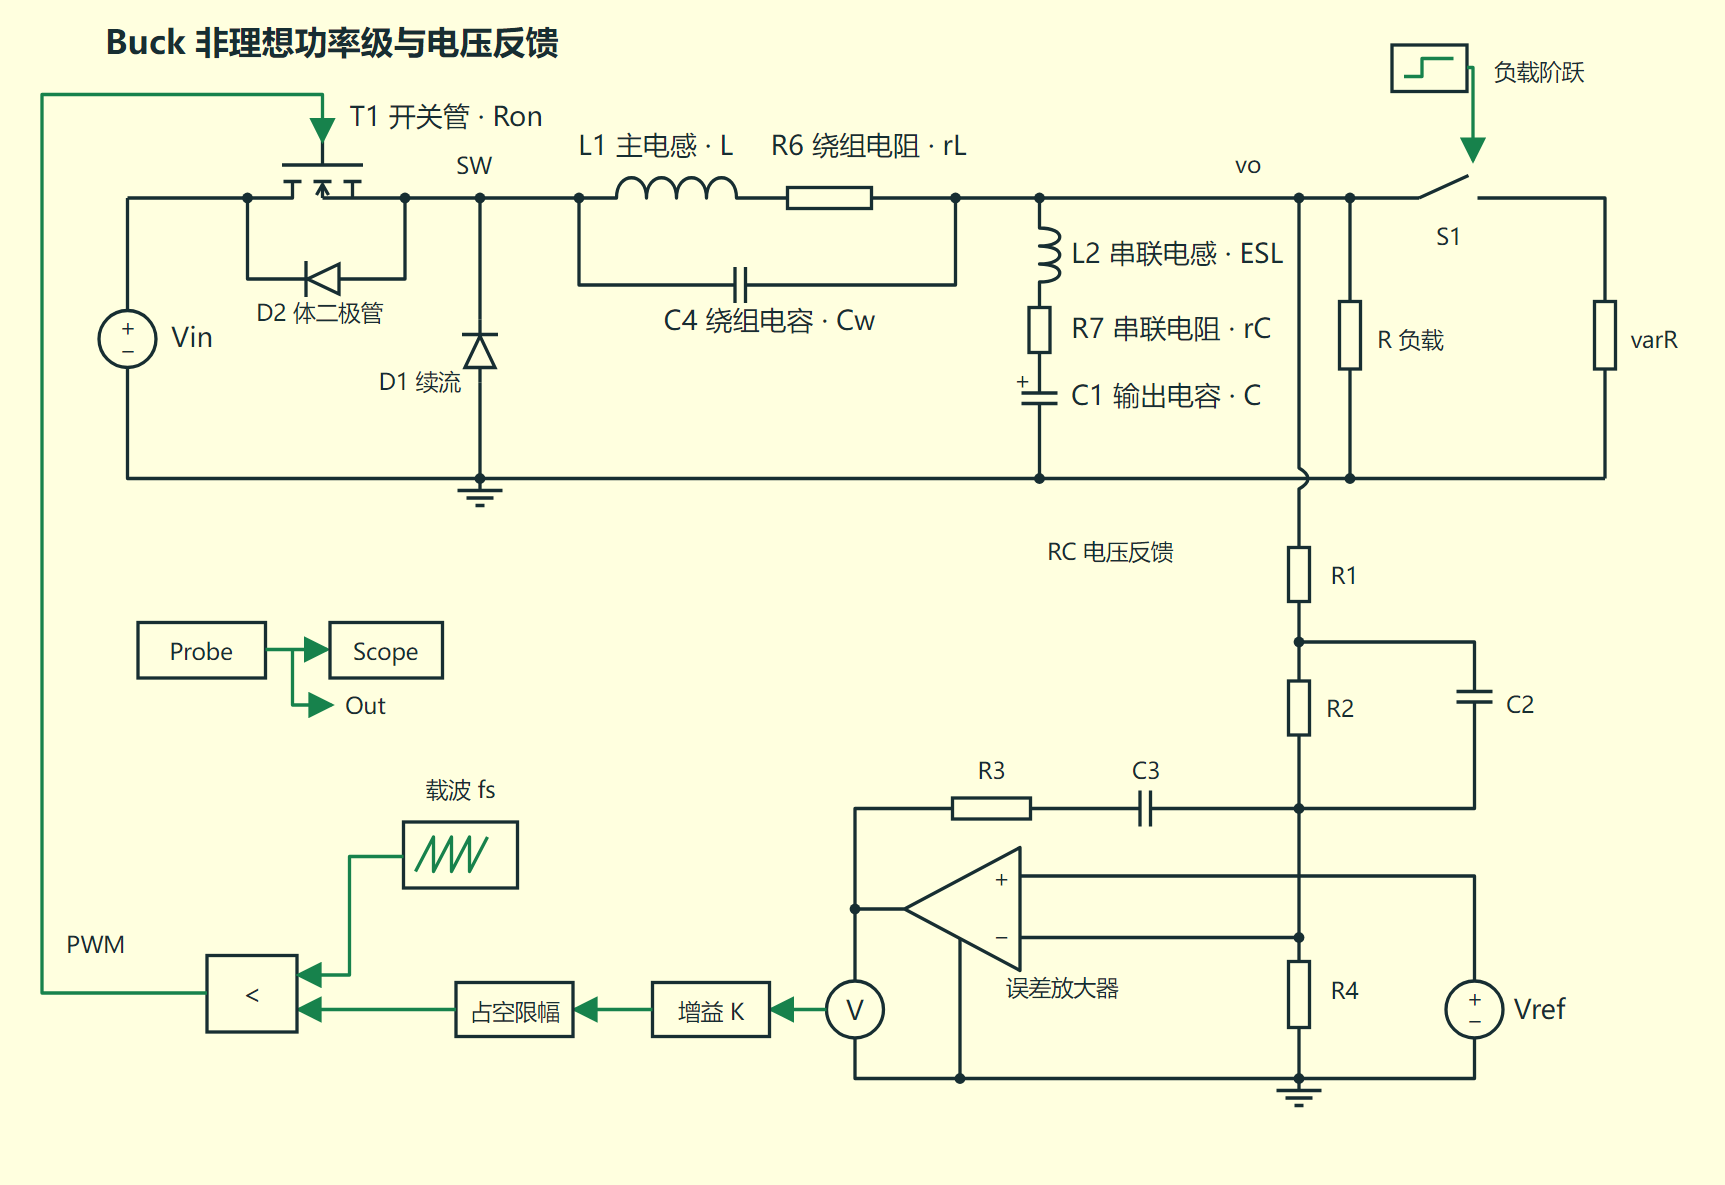 Buck 非理想功率级与电压反馈
负载阶跃
T1 开关管 · Ron
SW
L1 主电感 · L
R6 绕组电阻 · rL
vo
S1
L2 串联电感 · ESL
D2 体二极管
C4 绕组电容 · Cw
R7 串联电阻 · rC
+
−
Vin
R 负载
varR
D1 续流
+
C1 输出电容 · C
RC 电压反馈
R1
Probe
Scope
Out
R2
C2
R3
C3
载波 fs
+
−
误差放大器
PWM
<
占空限幅
增益 K
V
R4
+
−
Vref